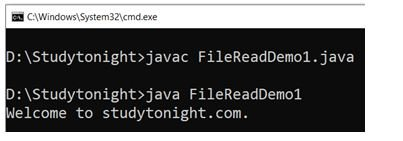 C:\Windows\System32\cmd.exe
D:\Studytonight>javac FileReadDemo1.java
D:\Studytonight>java FileReadDemo1
Welcome to studytonight.com.